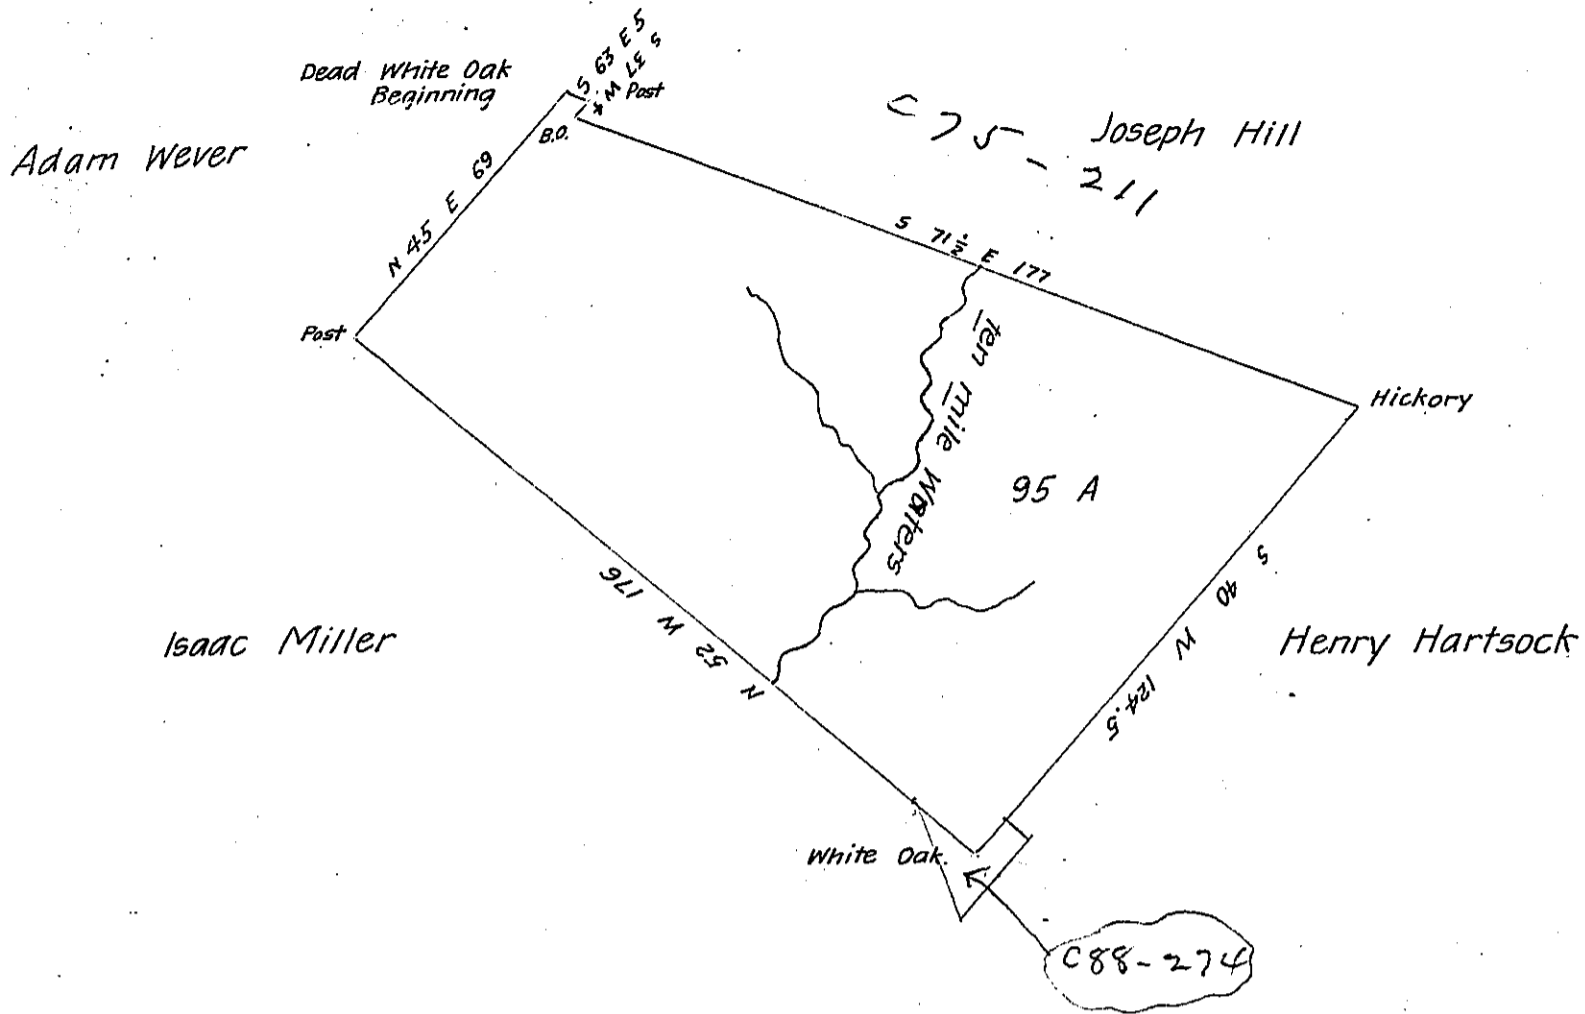 Dead White Oak
Beginning
S 63 E 5
S 37 W
Post
B.O.
Adam Wever
N 45 E 69
C75-211
Joseph Hill
S 71½ E 177
Post
ten mile Waters
Hickory
95 A
S 40 W 124.5
Isaac Miller
N 52 W 176
Henry Hartsock
White Oak.
C88-274